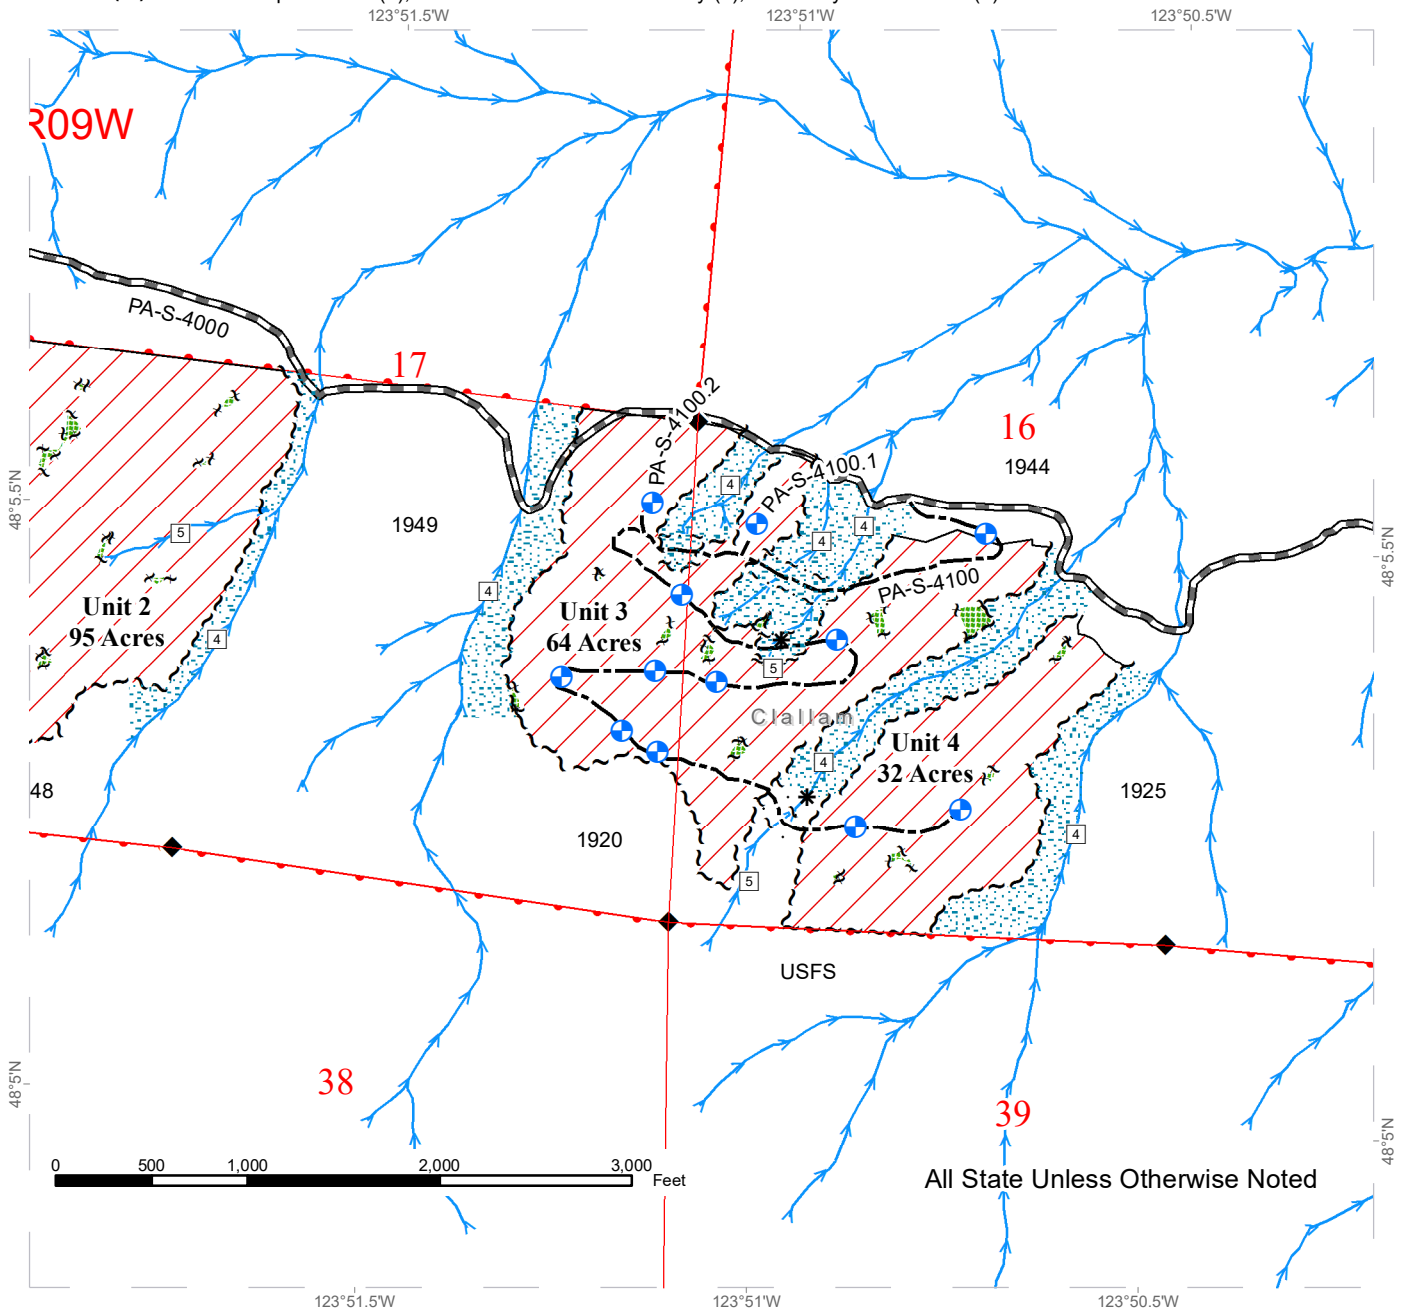 123°51.5'W
123°51'W
123°50.5'W
R09W
PA-S-4000
17
PA-S-4100.2
16
PA-S-4100.1
1944
48°5.5'N
4
5
1949
4
4
48°5.5'N
PA-S-4100
4
Unit 2
95 Acres
Unit 3
64 Acres
4
5
Clallam
Unit 4
32 Acres
4
48
1925
1920
4
5
USFS
38
48°5'N
39
48°5'N
0 500 1,000 2,000 3,000
Feet
All State Unless Otherwise Noted
123°51.5'W
123°51'W
123°50.5'W